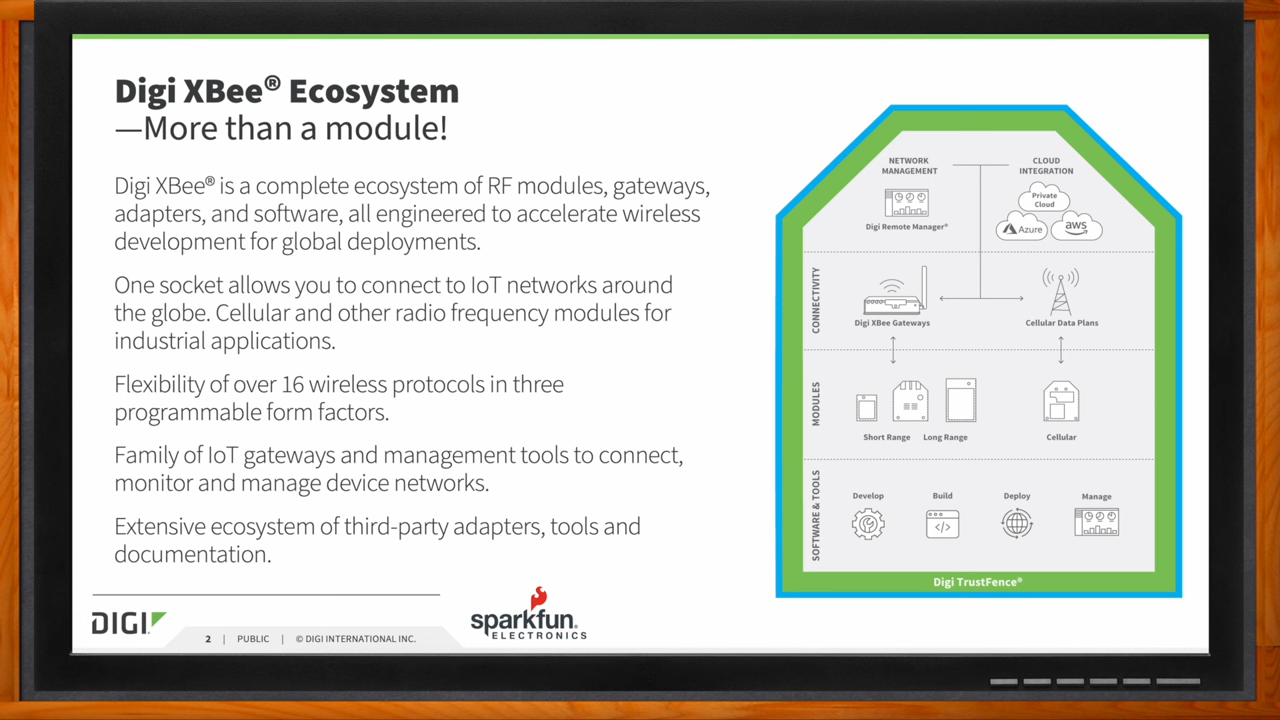 Digi XBee® Ecosystem
—More than a module!
Digi XBee® is a complete ecosystem of RF modules, gateways,
adapters, and software, all engineered to accelerate wireless
development for global deployments.
One socket allows you to connect to IoT networks around
the globe. Cellular and other radio frequency modules for
industrial applications.
Flexibility of over 16 wireless protocols in three
programmable form factors.
Family of IoT gateways and management tools to connect,
monitor and manage device networks.
Extensive ecosystem of third-party adapters, tools and
documentation.
NETWORK
MANAGEMENT
Digi Remote Manager®
CLOUD
INTEGRATION
Private
Cloud
Azure
aws
CONNECTIVITY
Digi XBee Gateways
Cellular Data Plans
MODULES
Short Range
Long Range
Cellular
SOFTWARE & TOOLS
Develop
Build
</>
Deploy
Manage
Digi TrustFence®
DIGI
2 | PUBLIC | © DIGI INTERNATIONAL INC.
sparkfun
ELECTRONICS